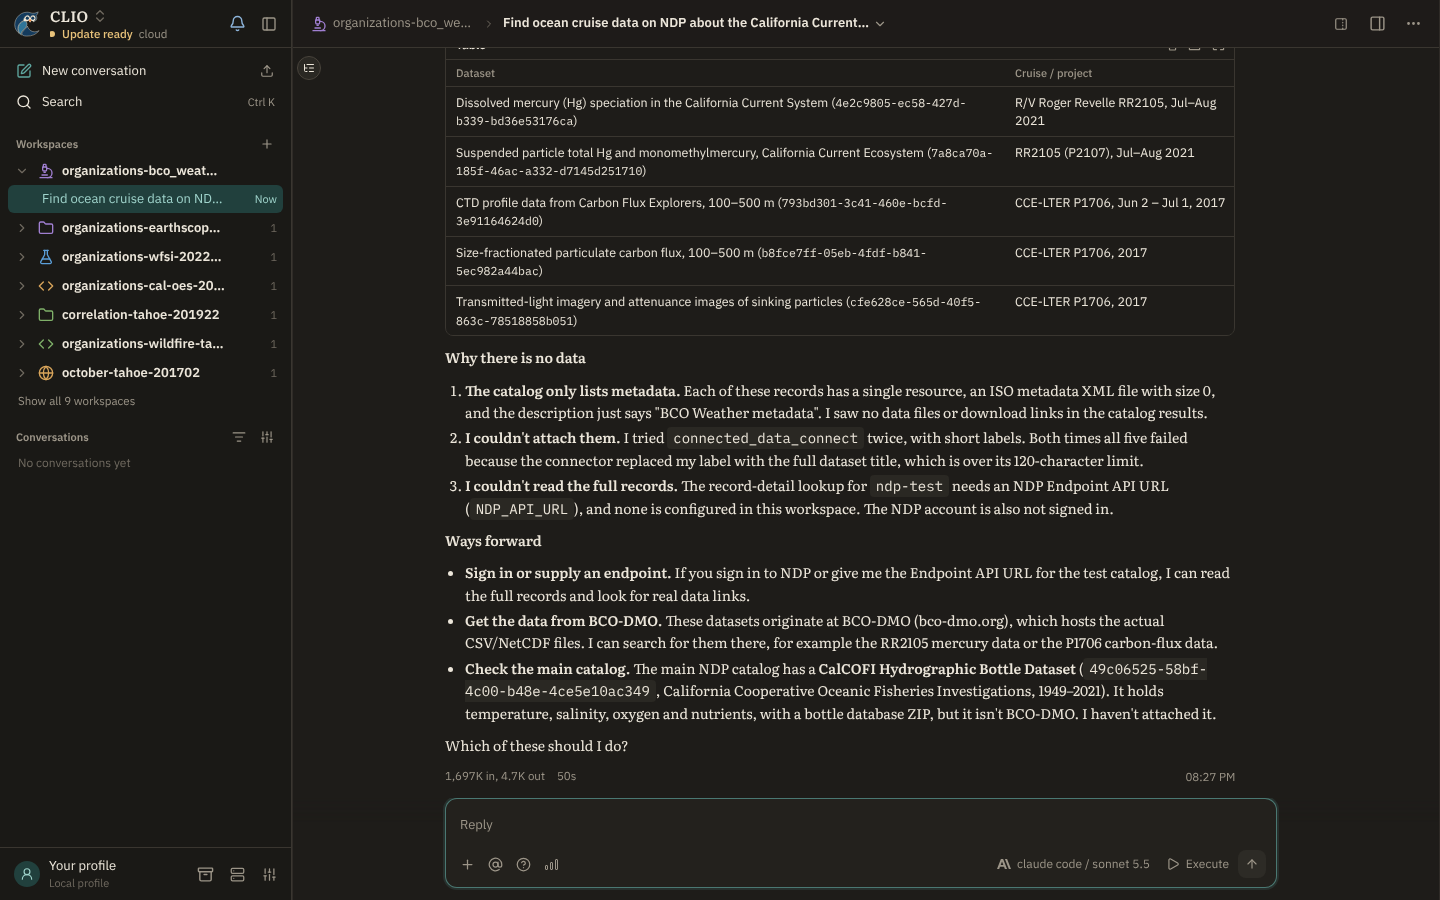 CLIO
Update ready cloud
New conversation
Search Ctrl K
Workspaces
organizations-bco_weat...
Find ocean cruise data on ND... Now
organizations-earthscop... 1
organizations-wfsi-2022... 1
organizations-cal-oes-20... 1
correlation-tahoe-201922 1
organizations-wildfire-ta... 1
october-tahoe-201702 1
Show all 9 workspaces
Conversations
No conversations yet
Your profile
Local profile
organizations-bco_we... Find ocean cruise data on NDP about the California Current...
Dataset Cruise / project
Dissolved mercury (Hg) speciation in the California Current System (4e2c9805-ec58-427d-
b339-bd36e53176ca)
R/V Roger Revelle RR2105, Jul–Aug
2021
Suspended particle total Hg and monomethylmercury, California Current Ecosystem (7a8ca70a-
185f-46ac-a332-d7145d251710)
RR2105 (P2107), Jul–Aug 2021
CTD profile data from Carbon Flux Explorers, 100–500 m (793bd301-3c41-460e-bcfd-
3e91164624d0)
CCE-LTER P1706, Jun 2 – Jul 1, 2017
Size-fractionated particulate carbon flux, 100–500 m (b8fce7ff-05eb-4fdf-b841-
5ec982a44bac)
CCE-LTER P1706, 2017
Transmitted-light imagery and attenuance images of sinking particles (cfe628ce-565d-40f5-
863c-78518858b051)
CCE-LTER P1706, 2017
Why there is no data
1. The catalog only lists metadata. Each of these records has a single resource, an ISO metadata XML file with size 0,
and the description just says "BCO Weather metadata". I saw no data files or download links in the catalog results.
2. I couldn't attach them. I tried connected_data_connect twice, with short labels. Both times all five failed
because the connector replaced my label with the full dataset title, which is over its 120-character limit.
3. I couldn't read the full records. The record-detail lookup for ndp-test needs an NDP Endpoint API URL
(NDP_API_URL), and none is configured in this workspace. The NDP account is also not signed in.
Ways forward
• Sign in or supply an endpoint. If you sign in to NDP or give me the Endpoint API URL for the test catalog, I can read
the full records and look for real data links.
• Get the data from BCO-DMO. These datasets originate at BCO-DMO (bco-dmo.org), which hosts the actual
CSV/NetCDF files. I can search for them there, for example the RR2105 mercury data or the P1706 carbon-flux data.
• Check the main catalog. The main NDP catalog has a CalCOFI Hydrographic Bottle Dataset (49c06525-58bf-
4c00-b48e-4ce5e10ac349, California Cooperative Oceanic Fisheries Investigations, 1949–2021). It holds
temperature, salinity, oxygen and nutrients, with a bottle database ZIP, but it isn't BCO-DMO. I haven't attached it.
Which of these should I do?
1,697K in, 4.7K out 50s 08:27 PM
Reply
claude code / sonnet 5.5 Execute